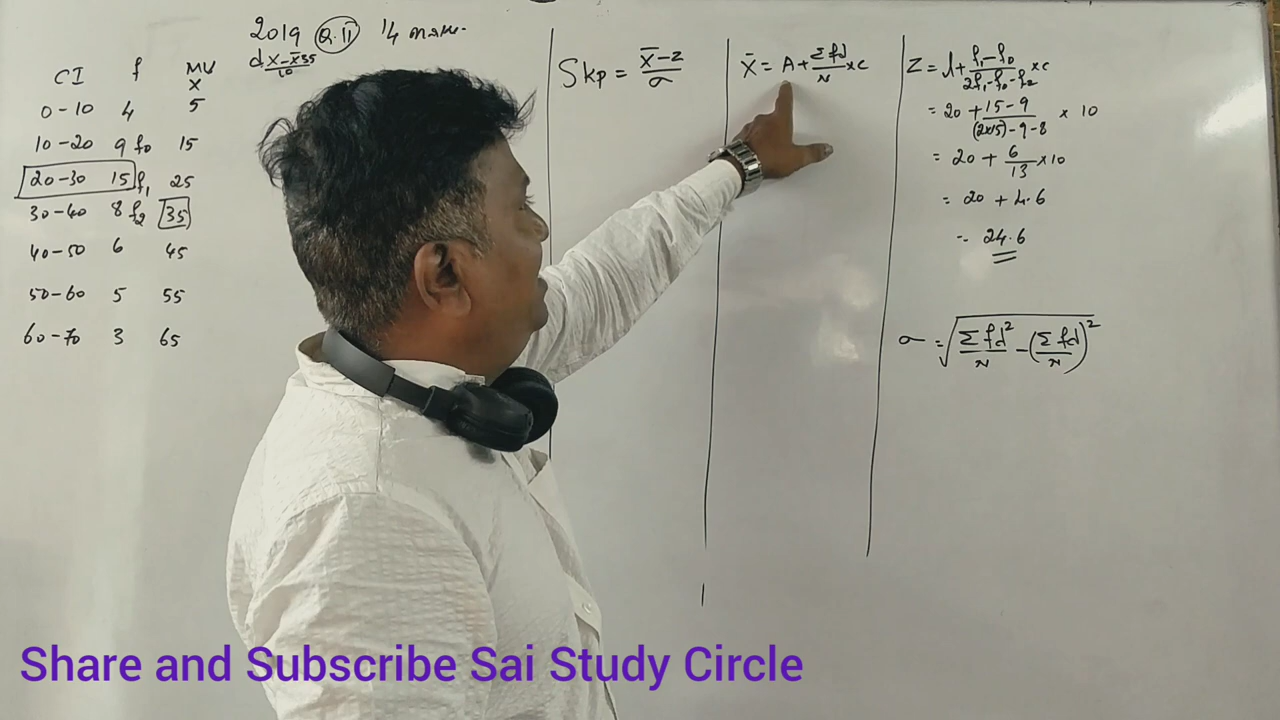 2019 Q.II 14 mark.
CI f MV X d x-x̄35/10
0-10 4 5
10-20 9 f₀ 15
20-30 15 f₁ 25
30-40 8 f₂ 35
40-50 6 45
50-60 5 55
60-70 3 65
Skp = x̄-z/σ
x̄ = A+Σfd/N×c
Z = l+f₁-f₀/2f₁-f₀-f₂×c
= 20+15-9/(2×15)-9-8 × 10
= 20 + 6/13×10
= 20 + 4.6
= 24.6
σ = √Σfd²/N-(Σfd/N)²
Share and Subscribe Sai Study Circle